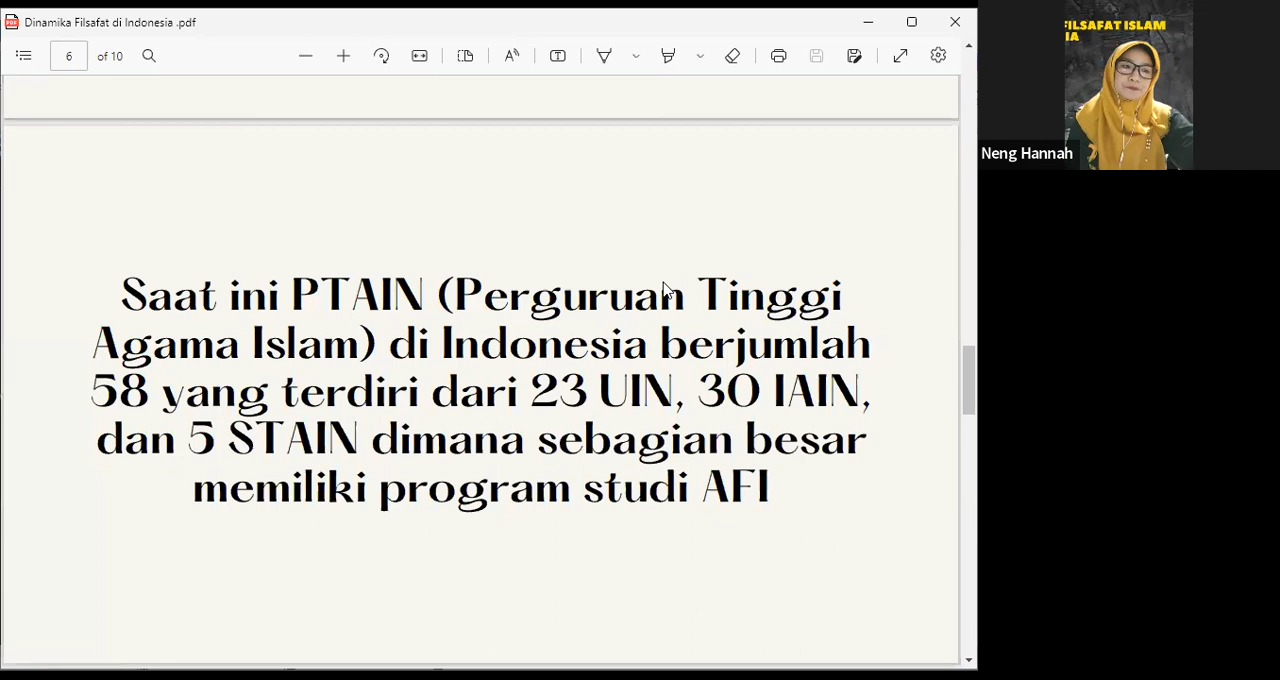 Dinamika Filsafat di Indonesia .pdf
6 of 10
Saat ini PTAIN (Perguruan Tinggi
Agama Islam) di Indonesia berjumlah
58 yang terdiri dari 23 UIN, 30 IAIN,
dan 5 STAIN dimana sebagian besar
memiliki program studi AFI
FILSAFAT ISLAM
IA
Neng Hannah